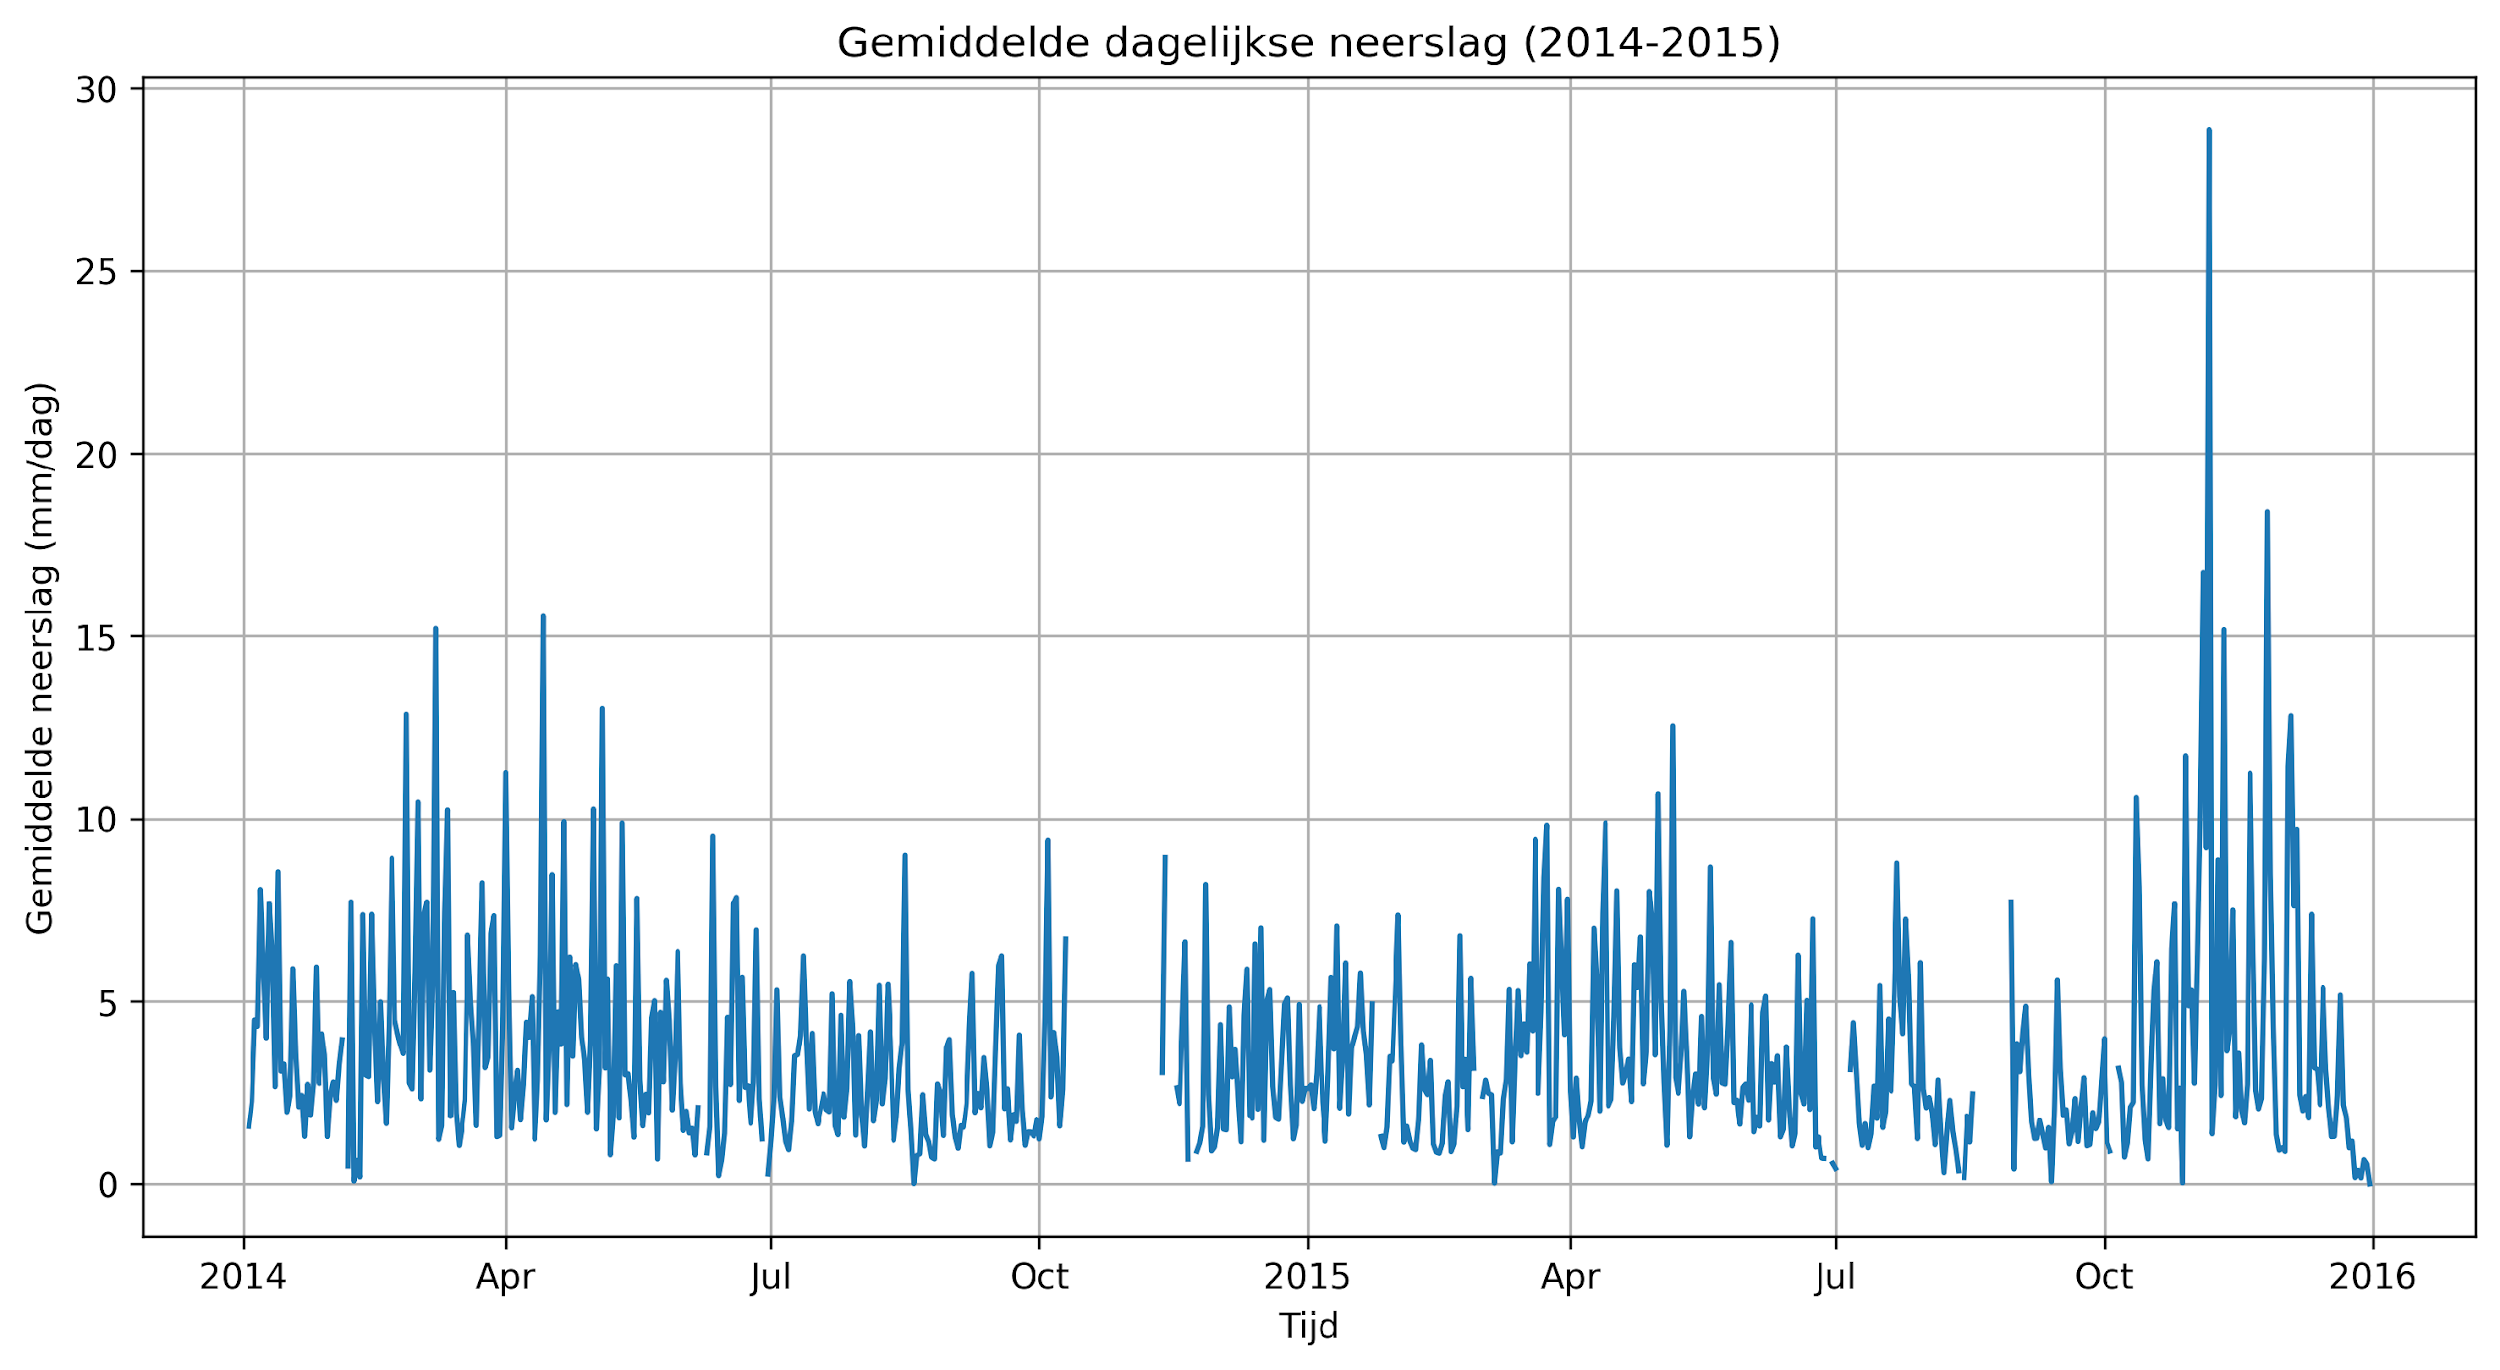 Gemiddelde dagelijkse neerslag (2014-2015)
Gemiddelde neerslag (mm/dag)
30
25
20
15
10
5
0
2014 Apr Jul Oct 2015 Apr Jul Oct 2016
Tijd